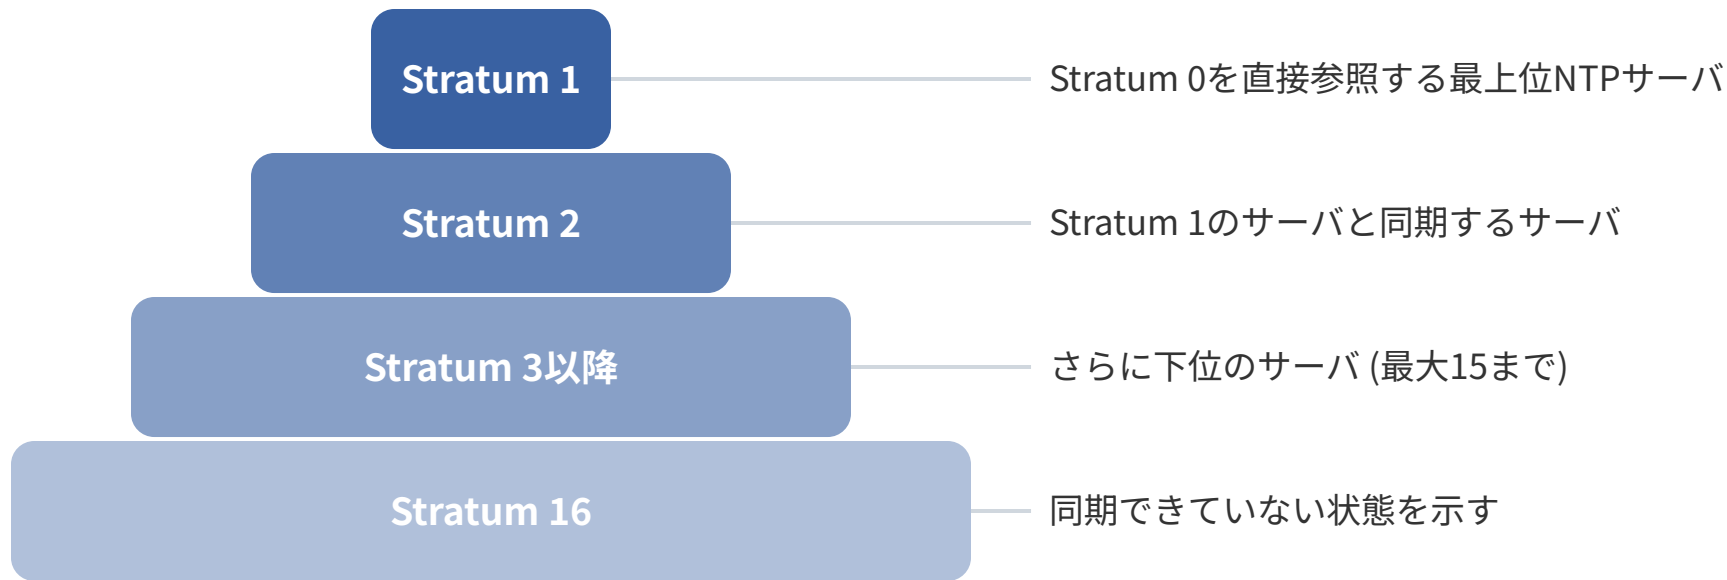 Stratum 1
Stratum 0を直接参照する最上位NTPサーバ
Stratum 2
Stratum 1のサーバと同期するサーバ
Stratum 3以降
さらに下位のサーバ (最大15まで)
Stratum 16
同期できていない状態を示す